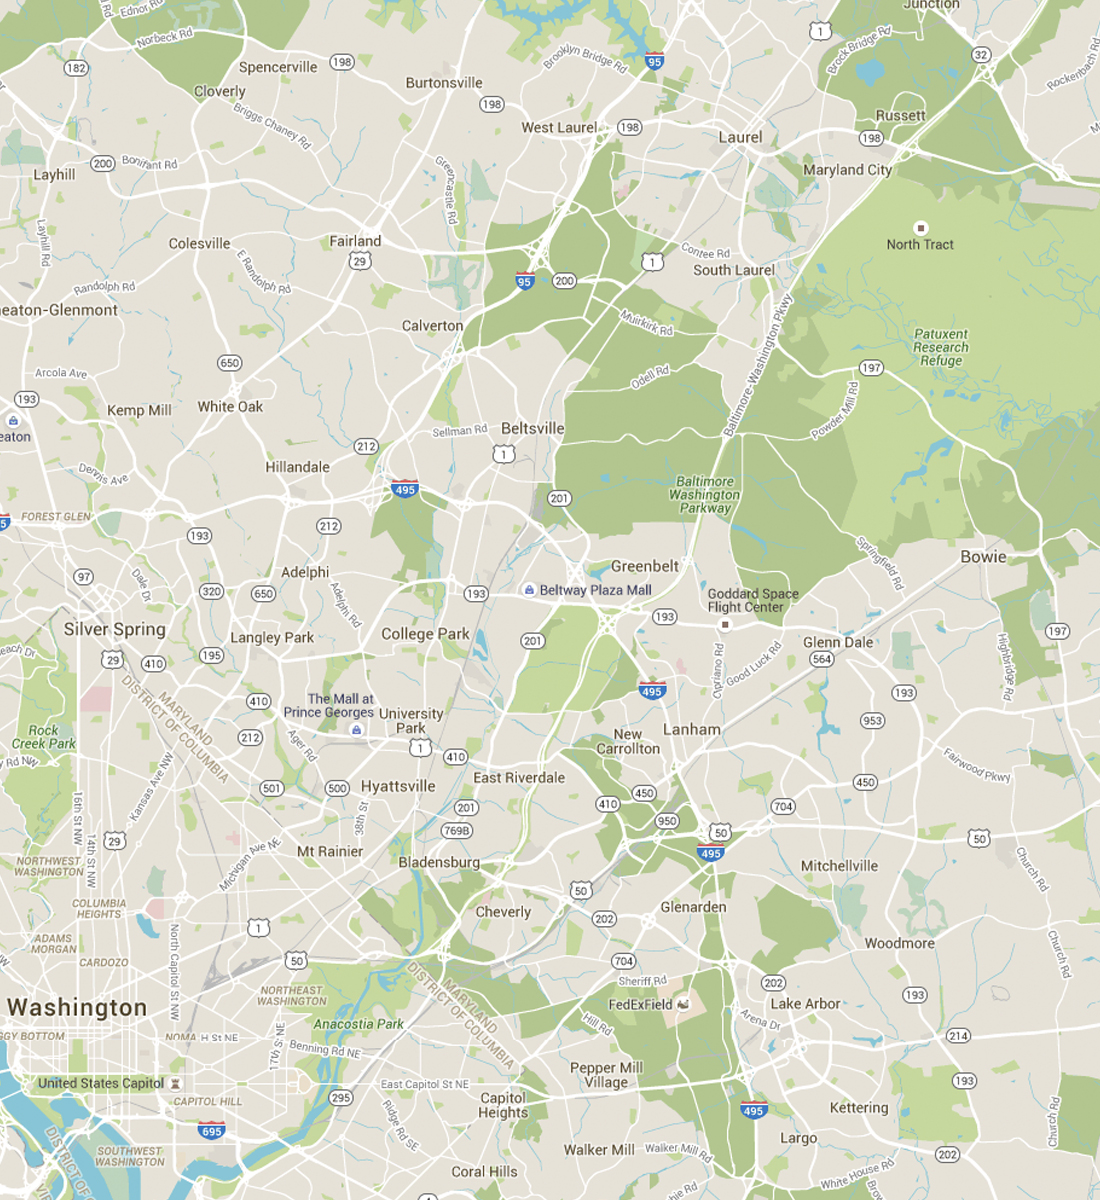 Ednor Rd
Norbeck Rd
182
Spencerville
198
Cloverly
Burtonsville
198
Briggs Chaney Rd
Brooklyn Bridge Rd
95
1
Junction
Brock Bridge Rd
32
Rockenbach Rd
Russett
West Laurel
198
Laurel
198
Maryland City
200
Bonifant Rd
Layhill
Greencastle Rd
Layhill Rd
Colesville
Fairland
29
E Randolph Rd
Randolph Rd
eaton-Glenmont
95
200
1
Contee Rd
South Laurel
North Tract
Calverton
Muirkirk Rd
Baltimore-Washington Pkwy
Patuxent
Research
Refuge
650
Arcola Ave
193
Kemp Mill
White Oak
eaton
Odell Rd
197
Powder Mill Rd
212
Sellman Rd
Beltsville
1
Hillandale
Dervis Ave
495
201
Baltimore
Washington
Parkway
5
FOREST GLEN
193
212
97
Dale Dr
320
650
Adelphi
Adelphi Rd
193
Beltway Plaza Mall
Greenbelt
Springfield Rd
Bowie
Goddard Space
Flight Center
193
Silver Spring
Langley Park
College Park
201
Glenn Dale
564
197
Highbridge Rd
each Dr
29
410
195
Cipriano Rd
Good Luck Rd
495
193
MARYLAND
DISTRICT OF COLUMBIA
The Mall at
Prince Georges
410
University
Park
212
Ager Rd
1
410
New
Carrollton
Lanham
953
Rock
Creek Park
y Rd NW
Kansas Ave NW
501
500
Hyattsville
East Riverdale
Fairwood Pkwy
450
16th St NW
14th St NW
38th St
201
769B
410
450
950
704
50
495
50
29
Mt Rainier
Michigan Ave NE
Bladensburg
NORTHWEST
WASHINGTON
COLUMBIA
HEIGHTS
Mitchellville
Church Rd
50
Cheverly
202
Glenarden
1
ADAMS
MORGAN
CARDOZO
North Capitol St NW
50
Woodmore
Church Rd
704
Sheriff Rd
202
193
NORTHEAST
WASHINGTON
MARYLAND
DISTRICT OF COLUMBIA
Washington
FedExField
Lake Arbor
Arena Dr
Hill Rd
Anacostia Park
GGY BOTTOM
NOMA
H St NE
17th St NE
Benning Rd NE
214
Pepper Mill
Village
United States Capitol
East Capitol St NE
193
CAPITOL HILL
295
Ridge Rd SE
Capitol
Heights
495
Kettering
695
Largo
Church Rd
SOUTHWEST
WASHINGTON
DISTRICT OF
Walker Mill
Walker Mill Rd
202
Coral Hills
White House Rd